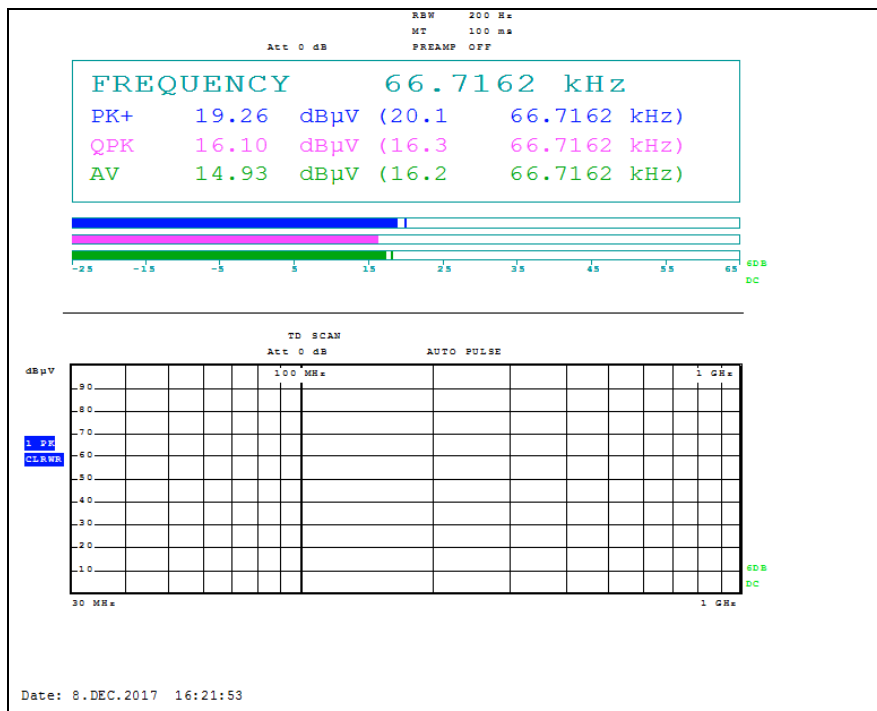 RBW 200 Hz
MT 100 ms
Att 0 dB PREAMP OFF
FREQUENCY 66.7162 kHz
PK+ 19.26 dBµV (20.1 66.7162 kHz)
QPK 16.10 dBµV (16.3 66.7162 kHz)
AV 14.93 dBµV (16.2 66.7162 kHz)
-25 -15 -5 5 15 25 35 45 55 65
6DB
DC
TD SCAN
Att 0 dB AUTO PULSE
dBµV
100 MHz 1 GHz
90
80
70
1 PK
60
CLRWR
50
40
30
20
10
6DB
DC
30 MHz 1 GHz
Date: 8.DEC.2017 16:21:53